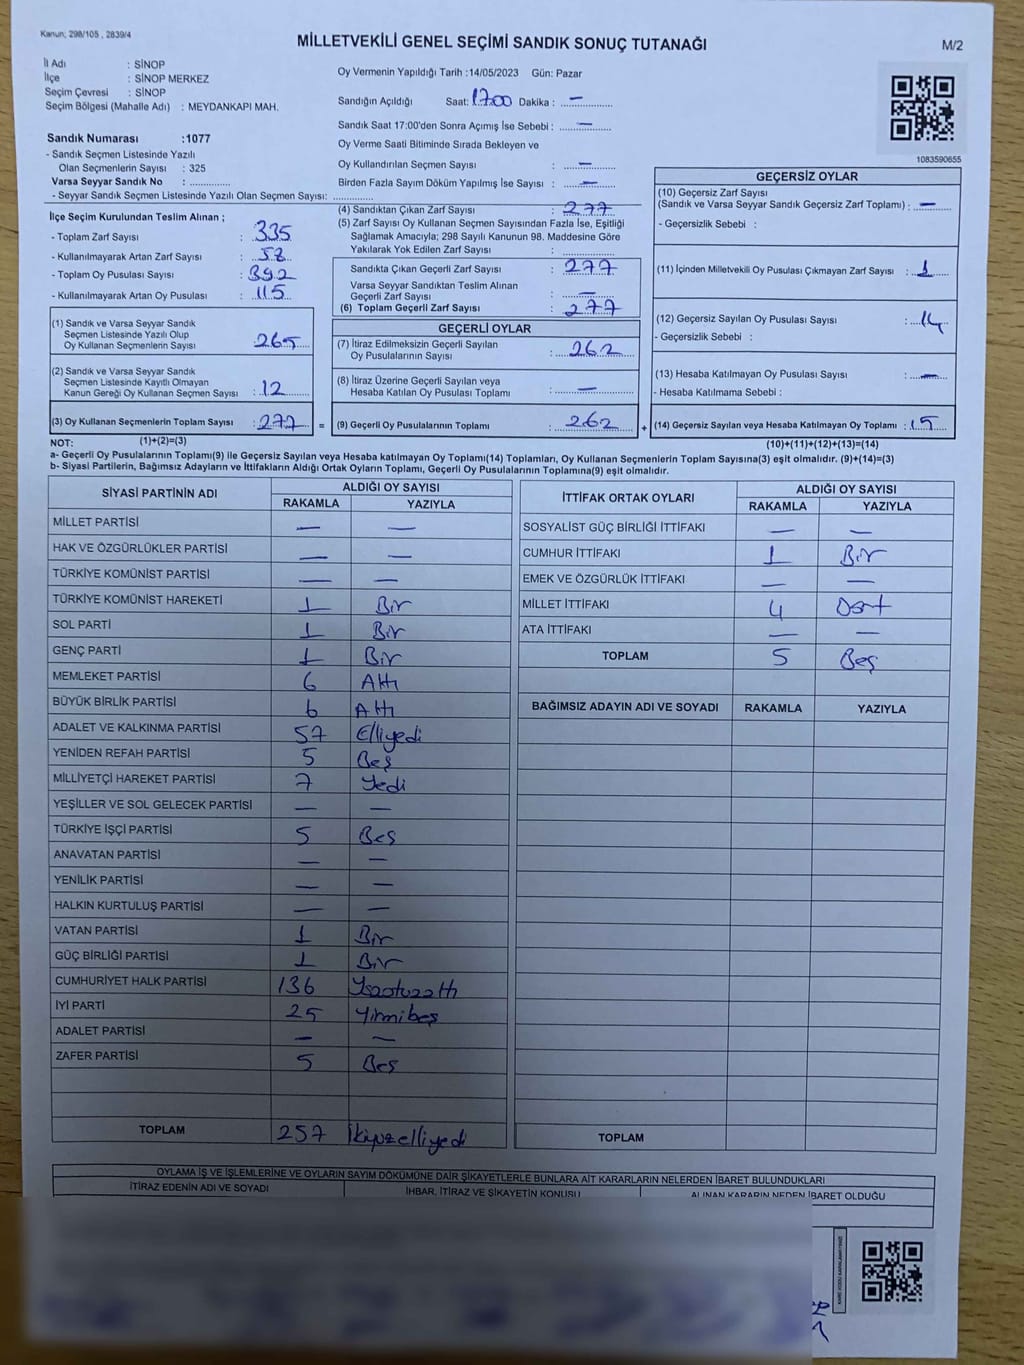 Kanun; 298/105 , 2839/4
MİLLETVEKİLİ GENEL SEÇİMİ SANDIK SONUÇ TUTANAĞI
M/2
İl Adı : SİNOP
İlçe : SİNOP MERKEZ
Seçim Çevresi : SİNOP
Seçim Bölgesi (Mahalle Adı) : MEYDANKAPI MAH.
Sandık Numarası :1077
- Sandık Seçmen Listesinde Yazılı
Olan Seçmenlerin Sayısı : 325
Varsa Seyyar Sandık No : ..............
- Seyyar Sandık Seçmen Listesinde Yazılı Olan Seçmen Sayısı: ..............
Oy Vermenin Yapıldığı Tarih :14/05/2023 Gün: Pazar
Sandığın Açıldığı Saat: 17.00 Dakika : —
Sandık Saat 17:00'den Sonra Açımış İse Sebebi : —
Oy Verme Saati Bitiminde Sırada Bekleyen ve
Oy Kullandırılan Seçmen Sayısı : —
Birden Fazla Sayım Döküm Yapılmış İse Sayısı : —
1083590655
İlçe Seçim Kurulundan Teslim Alınan ;
- Toplam Zarf Sayısı : 335
- Kullanılmayarak Artan Zarf Sayısı : 58
- Toplam Oy Pusulası Sayısı : 392
- Kullanılmayarak Artan Oy Pusulası : 115
(1) Sandık ve Varsa Seyyar Sandık
Seçmen Listesinde Yazılı Olup
Oy Kullanan Seçmenlerin Sayısı : 265
(2) Sandık ve Varsa Seyyar Sandık
Seçmen Listesinde Kayıtlı Olmayan
Kanun Gereği Oy Kullanan Seçmen Sayısı : 12
(3) Oy Kullanan Seçmenlerin Toplam Sayısı : 277
(1)+(2)=(3)
(4) Sandıktan Çıkan Zarf Sayısı : 277
(5) Zarf Sayısı Oy Kullanan Seçmen Sayısından Fazla İse, Eşitliği
Sağlamak Amacıyla; 298 Sayılı Kanunun 98. Maddesine Göre
Yakılarak Yok Edilen Zarf Sayısı : ..............
Sandıkta Çıkan Geçerli Zarf Sayısı : 277
Varsa Seyyar Sandıktan Teslim Alınan
Geçerli Zarf Sayısı : —
(6) Toplam Geçerli Zarf Sayısı : 277
GEÇERLİ OYLAR
(7) İtiraz Edilmeksizin Geçerli Sayılan
Oy Pusulalarının Sayısı : 262
(8) İtiraz Üzerine Geçerli Sayılan veya
Hesaba Katılan Oy Pusulası Toplamı : —
= (9) Geçerli Oy Pusulalarının Toplamı : 262
GEÇERSİZ OYLAR
(10) Geçersiz Zarf Sayısı
(Sandık ve Varsa Seyyar Sandık Geçersiz Zarf Toplamı) : —
- Geçersizlik Sebebi :
(11) İçinden Milletvekili Oy Pusulası Çıkmayan Zarf Sayısı : 1
(12) Geçersiz Sayılan Oy Pusulası Sayısı : 14
- Geçersizlik Sebebi :
(13) Hesaba Katılmayan Oy Pusulası Sayısı : —
- Hesaba Katılmama Sebebi :
+ (14) Geçersiz Sayılan veya Hesaba Katılmayan Oy Toplamı : 15
(10)+(11)+(12)+(13)=(14)
NOT:
a- Geçerli Oy Pusulalarının Toplamı(9) ile Geçersiz Sayılan veya Hesaba katılmayan Oy Toplamı(14) Toplamları, Oy Kullanan Seçmenlerin Toplam Sayısına(3) eşit olmalıdır. (9)+(14)=(3)
b- Siyasi Partilerin, Bağımsız Adayların ve İttifakların Aldığı Ortak Oyların Toplamı, Geçerli Oy Pusulalarının Toplamına(9) eşit olmalıdır.
SİYASİ PARTİNİN ADI ALDIĞI OY SAYISI
RAKAMLA YAZIYLA
MİLLET PARTİSİ — —
HAK VE ÖZGÜRLÜKLER PARTİSİ — —
TÜRKİYE KOMÜNİST PARTİSİ — —
TÜRKİYE KOMÜNİST HAREKETİ 1 Bir
SOL PARTİ 1 Bir
GENÇ PARTİ 1 Bir
MEMLEKET PARTİSİ 6 Altı
BÜYÜK BİRLİK PARTİSİ 6 Altı
ADALET VE KALKINMA PARTİSİ 57 Elliyedi
YENİDEN REFAH PARTİSİ 5 Beş
MİLLİYETÇİ HAREKET PARTİSİ 7 Yedi
YEŞİLLER VE SOL GELECEK PARTİSİ — —
TÜRKİYE İŞÇİ PARTİSİ 5 Beş
ANAVATAN PARTİSİ — —
YENİLİK PARTİSİ — —
HALKIN KURTULUŞ PARTİSİ — —
VATAN PARTİSİ 1 Bir
GÜÇ BİRLİĞİ PARTİSİ 1 Bir
CUMHURİYET HALK PARTİSİ 136 Yüzotuzaltı
İYİ PARTİ 25 Yirmibeş
ADALET PARTİSİ — —
ZAFER PARTİSİ 5 Beş
TOPLAM 257 İkiyüzelliyedi
İTTİFAK ORTAK OYLARI ALDIĞI OY SAYISI
RAKAMLA YAZIYLA
SOSYALİST GÜÇ BİRLİĞİ İTTİFAKI — —
CUMHUR İTTİFAKI 1 Bir
EMEK VE ÖZGÜRLÜK İTTİFAKI — —
MİLLET İTTİFAKI 4 Dört
ATA İTTİFAKI — —
TOPLAM 5 Beş
BAĞIMSIZ ADAYIN ADI VE SOYADI RAKAMLA YAZIYLA
TOPLAM
OYLAMA İŞ VE İŞLEMLERİNE VE OYLARIN SAYIM DÖKÜMÜNE DAİR ŞİKAYETLERLE BUNLARA AİT KARARLARIN NELERDEN İBARET BULUNDUKLARI
İTİRAZ EDENİN ADI VE SOYADI İHBAR, İTİRAZ VE ŞİKAYETİN KONUSU ALINAN KARARIN NEDEN İBARET OLDUĞU